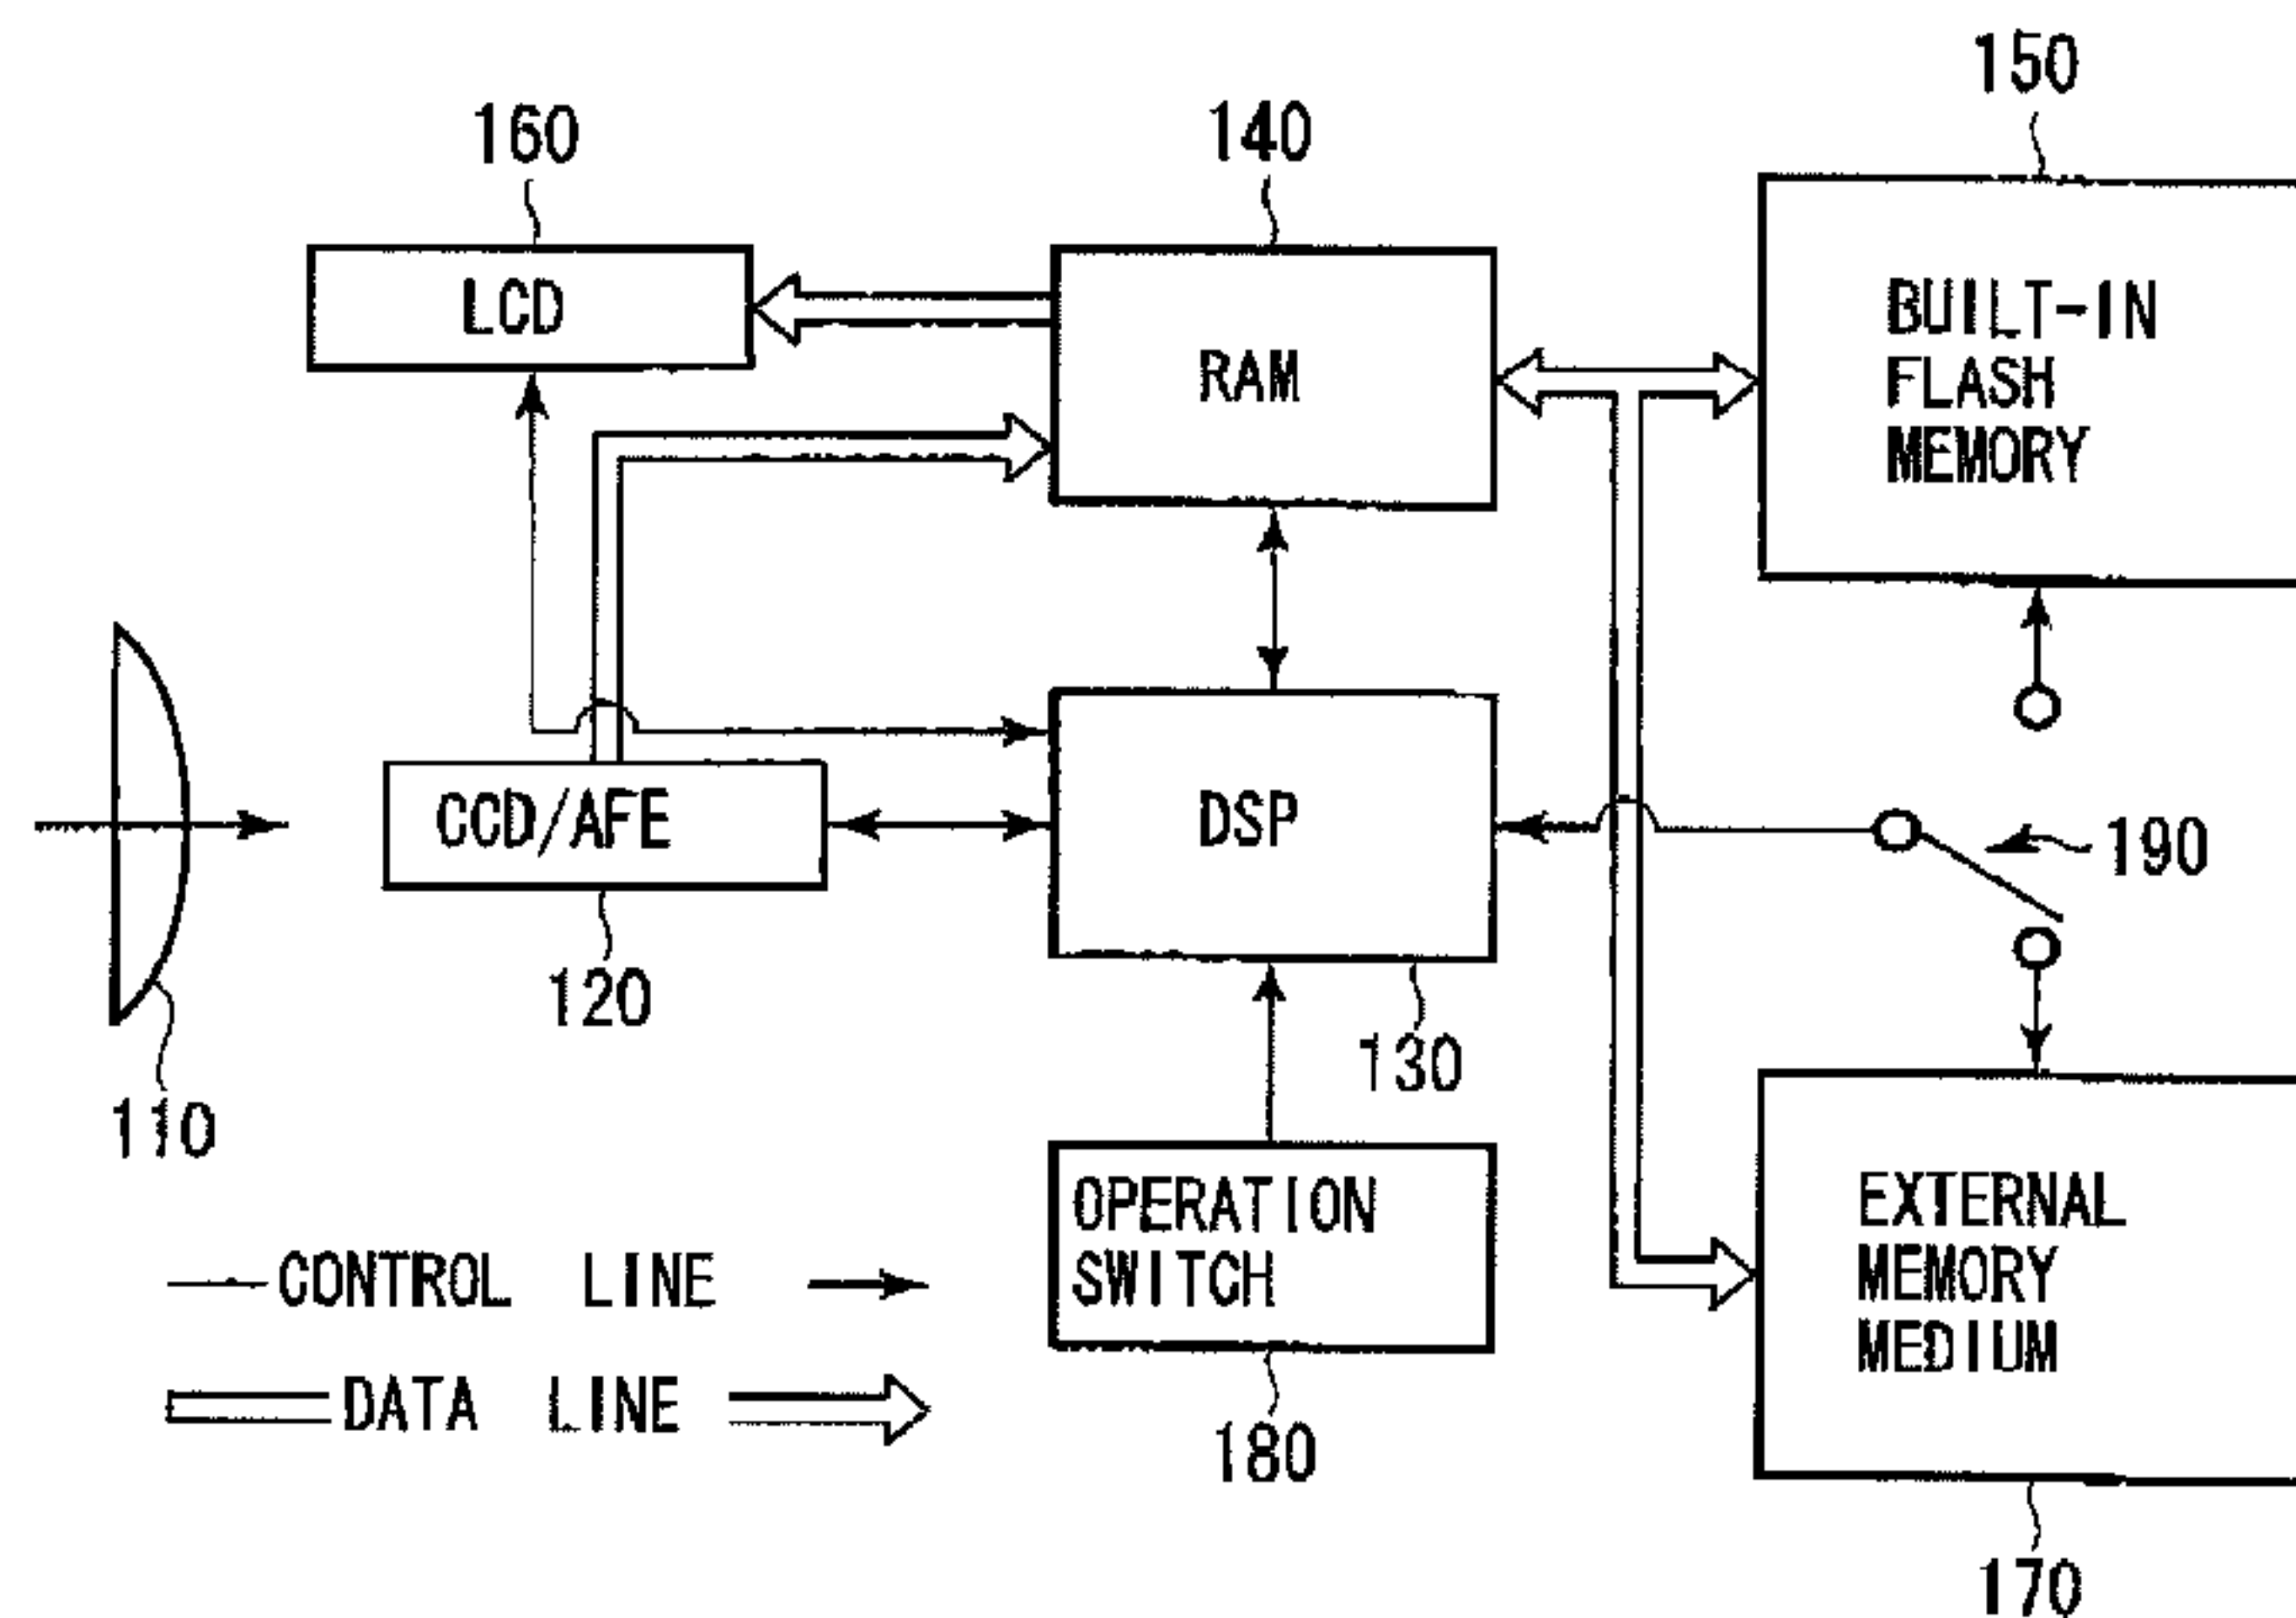 150
160
140
LCD
RAM
BUILT-IN
FLASH
MEMORY
CCD/AFE
DSP
190
120
130
110
OPERATION
SWITCH
EXTERNAL
MEMORY
MEDIUM
CONTROL LINE
DATA LINE
180
170